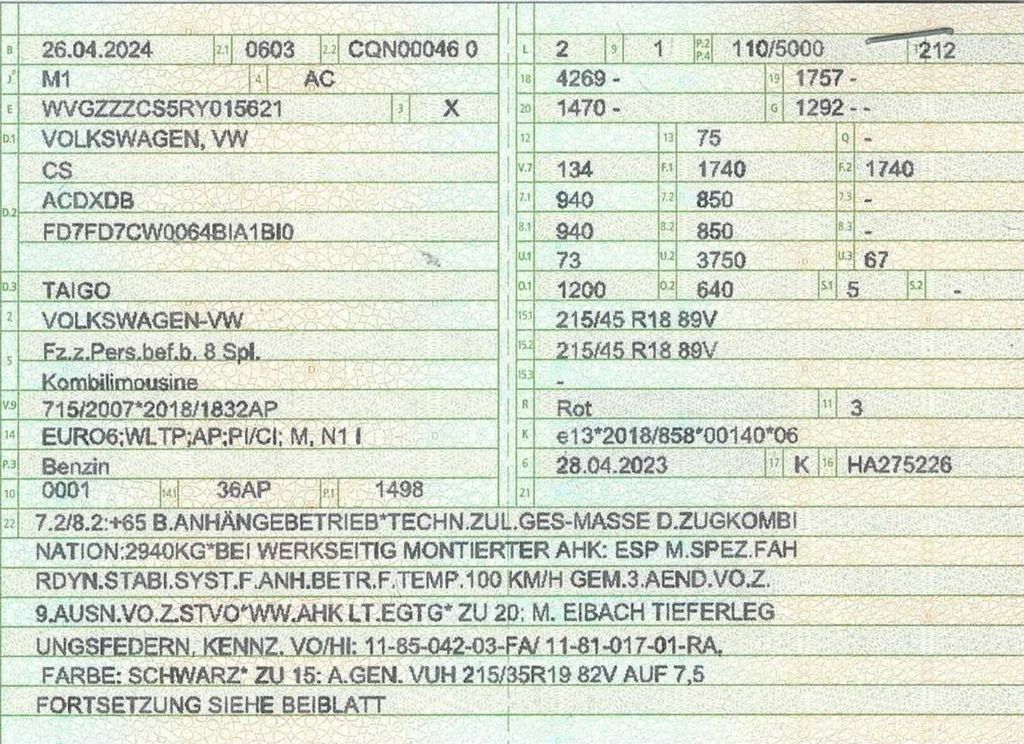 B 26.04.2024 2.1 0603 2.2 CQN00046 0 L 2 9 1 P.2 P.4 110/5000 T 212
J M1 4 AC 18 4269 - 19 1757 -
E WVGZZZCS5RY015621 3 X 20 1470 - G 1292 - -
D.1 VOLKSWAGEN, VW 12 13 75 Q -
D.2 CS V.7 134 F.1 1740 F.2 1740
ACDXDB 7.1 940 7.2 850 7.3 -
FD7FD7CW0064BIA1BI0 8.1 940 8.2 850 8.3 -
U.1 73 U.2 3750 U.3 67
D.3 TAIGO O.1 1200 O.2 640 S.1 5 S.2 -
2 VOLKSWAGEN-VW 15.1 215/45 R18 89V
5 Fz.z.Pers.bef.b. 8 Spl. 15.2 215/45 R18 89V
Kombilimousine 15.3 -
V.9 715/2007*2018/1832AP R Rot 11 3
14 EURO6;WLTP;AP;PI/CI; M, N1 I K e13*2018/858*00140*06
P.3 Benzin 6 28.04.2023 17 K 16 HA275226
10 0001 14.1 36AP P.1 1498 21
22 7.2/8.2:+65 B.ANHÄNGEBETRIEB*TECHN.ZUL.GES-MASSE D.ZUGKOMBI
NATION:2940KG*BEI WERKSEITIG MONTIERTER AHK: ESP M.SPEZ.FAH
RDYN.STABI.SYST.F.ANH.BETR.F.TEMP.100 KM/H GEM.3.AEND.VO.Z.
9.AUSN.VO.Z.STVO*WW.AHK LT.EGTG* ZU 20: M. EIBACH TIEFERLEG
UNGSFEDERN, KENNZ. VO/HI: 11-85-042-03-FA/ 11-81-017-01-RA,
FARBE: SCHWARZ* ZU 15: A.GEN. VUH 215/35R19 82V AUF 7,5
FORTSETZUNG SIEHE BEIBLATT